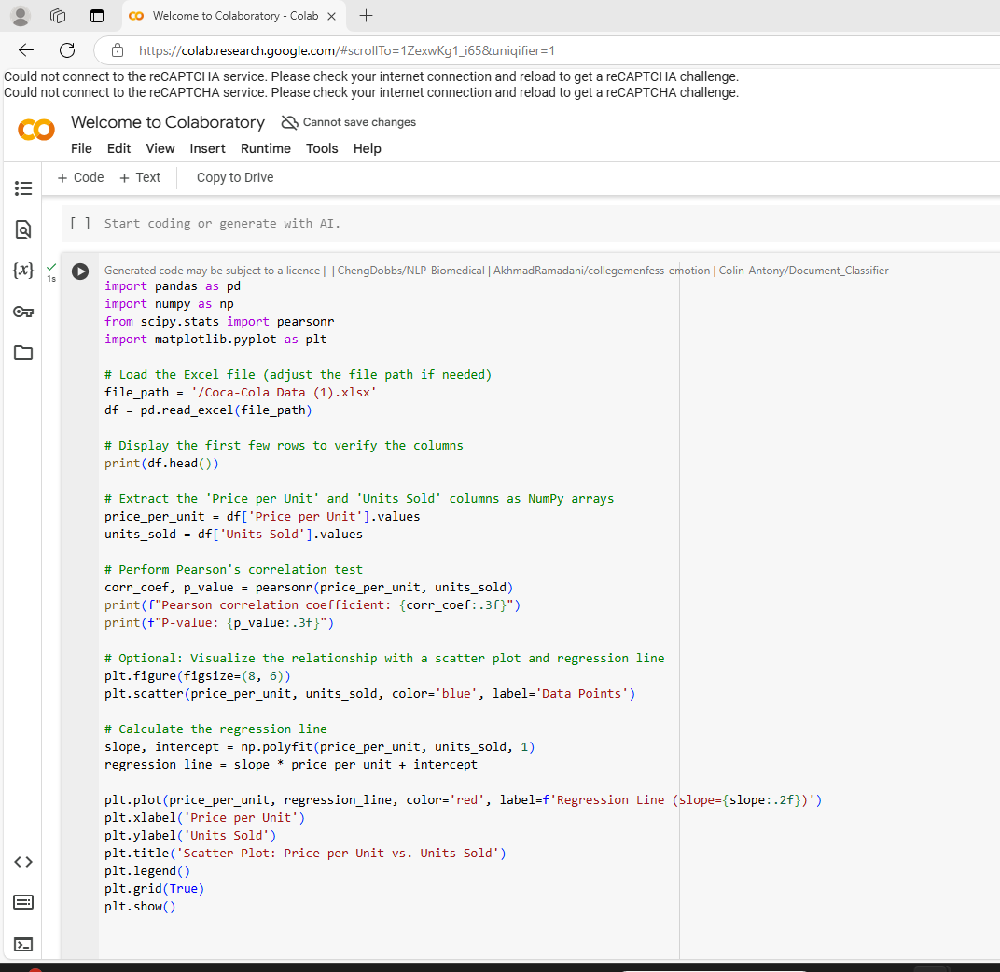 Welcome to Colaboratory - Colab
https://colab.research.google.com/#scrollTo=1ZexwKg1_i65&uniqifier=1
Could not connect to the reCAPTCHA service. Please check your internet connection and reload to get a reCAPTCHA challenge.
Could not connect to the reCAPTCHA service. Please check your internet connection and reload to get a reCAPTCHA challenge.
Welcome to Colaboratory Cannot save changes
File Edit View Insert Runtime Tools Help
+ Code + Text Copy to Drive
[ ] Start coding or generate with AI.
{x}
1s
Generated code may be subject to a licence | | ChengDobbs/NLP-Biomedical | AkhmadRamadani/collegemenfess-emotion | Colin-Antony/Document_Classifier
import pandas as pd
import numpy as np
from scipy.stats import pearsonr
import matplotlib.pyplot as plt
# Load the Excel file (adjust the file path if needed)
file_path = '/Coca-Cola Data (1).xlsx'
df = pd.read_excel(file_path)
# Display the first few rows to verify the columns
print(df.head())
# Extract the 'Price per Unit' and 'Units Sold' columns as NumPy arrays
price_per_unit = df['Price per Unit'].values
units_sold = df['Units Sold'].values
# Perform Pearson's correlation test
corr_coef, p_value = pearsonr(price_per_unit, units_sold)
print(f"Pearson correlation coefficient: {corr_coef:.3f}")
print(f"P-value: {p_value:.3f}")
# Optional: Visualize the relationship with a scatter plot and regression line
plt.figure(figsize=(8, 6))
plt.scatter(price_per_unit, units_sold, color='blue', label='Data Points')
# Calculate the regression line
slope, intercept = np.polyfit(price_per_unit, units_sold, 1)
regression_line = slope * price_per_unit + intercept
plt.plot(price_per_unit, regression_line, color='red', label=f'Regression Line (slope={slope:.2f})')
plt.xlabel('Price per Unit')
plt.ylabel('Units Sold')
plt.title('Scatter Plot: Price per Unit vs. Units Sold')
plt.legend()
plt.grid(True)
plt.show()